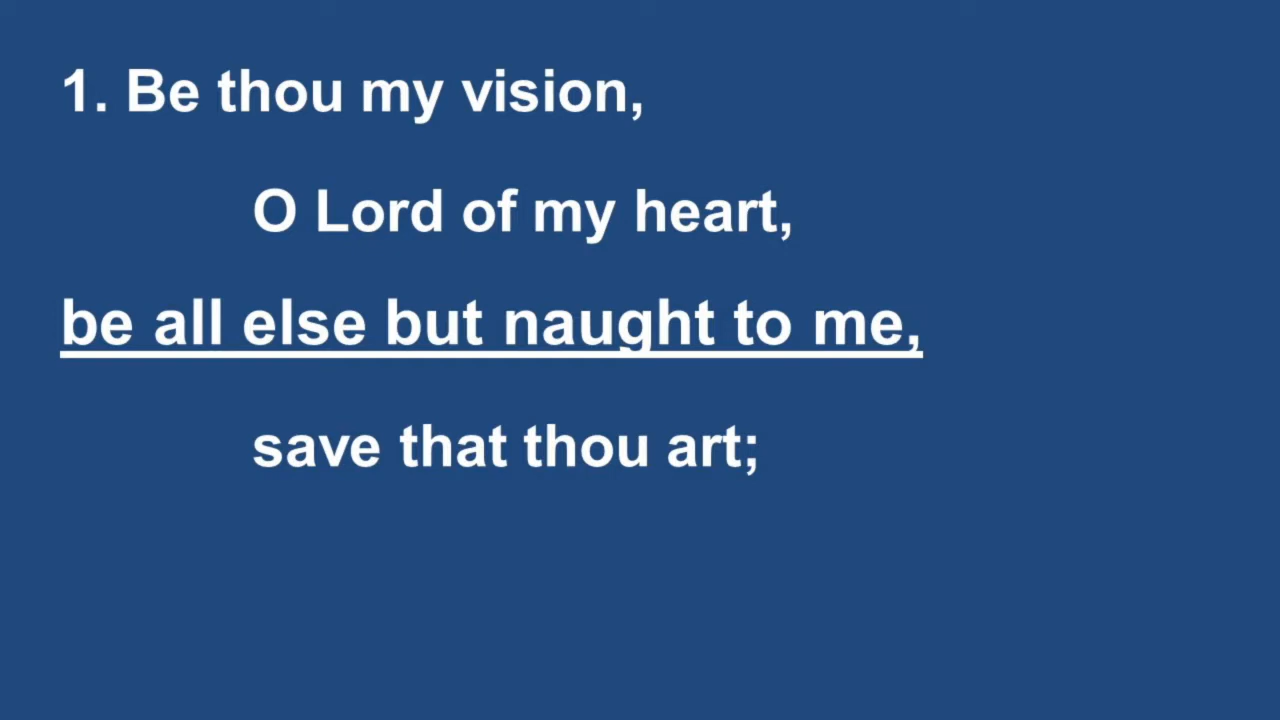 1. Be thou my vision,
O Lord of my heart,
be all else but naught to me,
save that thou art;